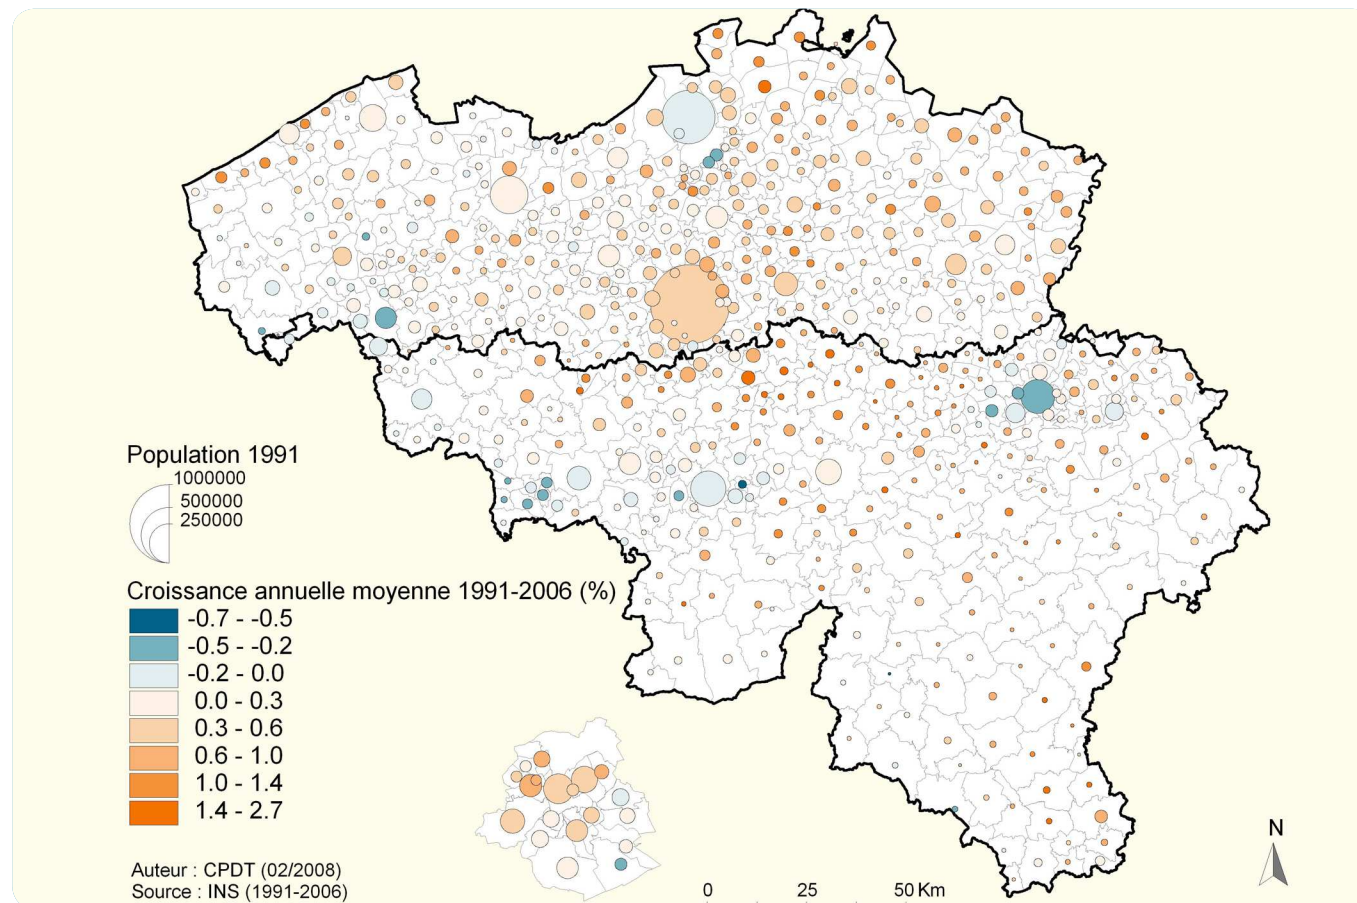 Population 1991
1000000
500000
250000
Croissance annuelle moyenne 1991-2006 (%)
-0.7 - -0.5
-0.5 - -0.2
-0.2 - 0.0
0.0 - 0.3
0.3 - 0.6
0.6 - 1.0
1.0 - 1.4
1.4 - 2.7
Auteur : CPDT (02/2008)
Source : INS (1991-2006)
0 25 50 Km
N